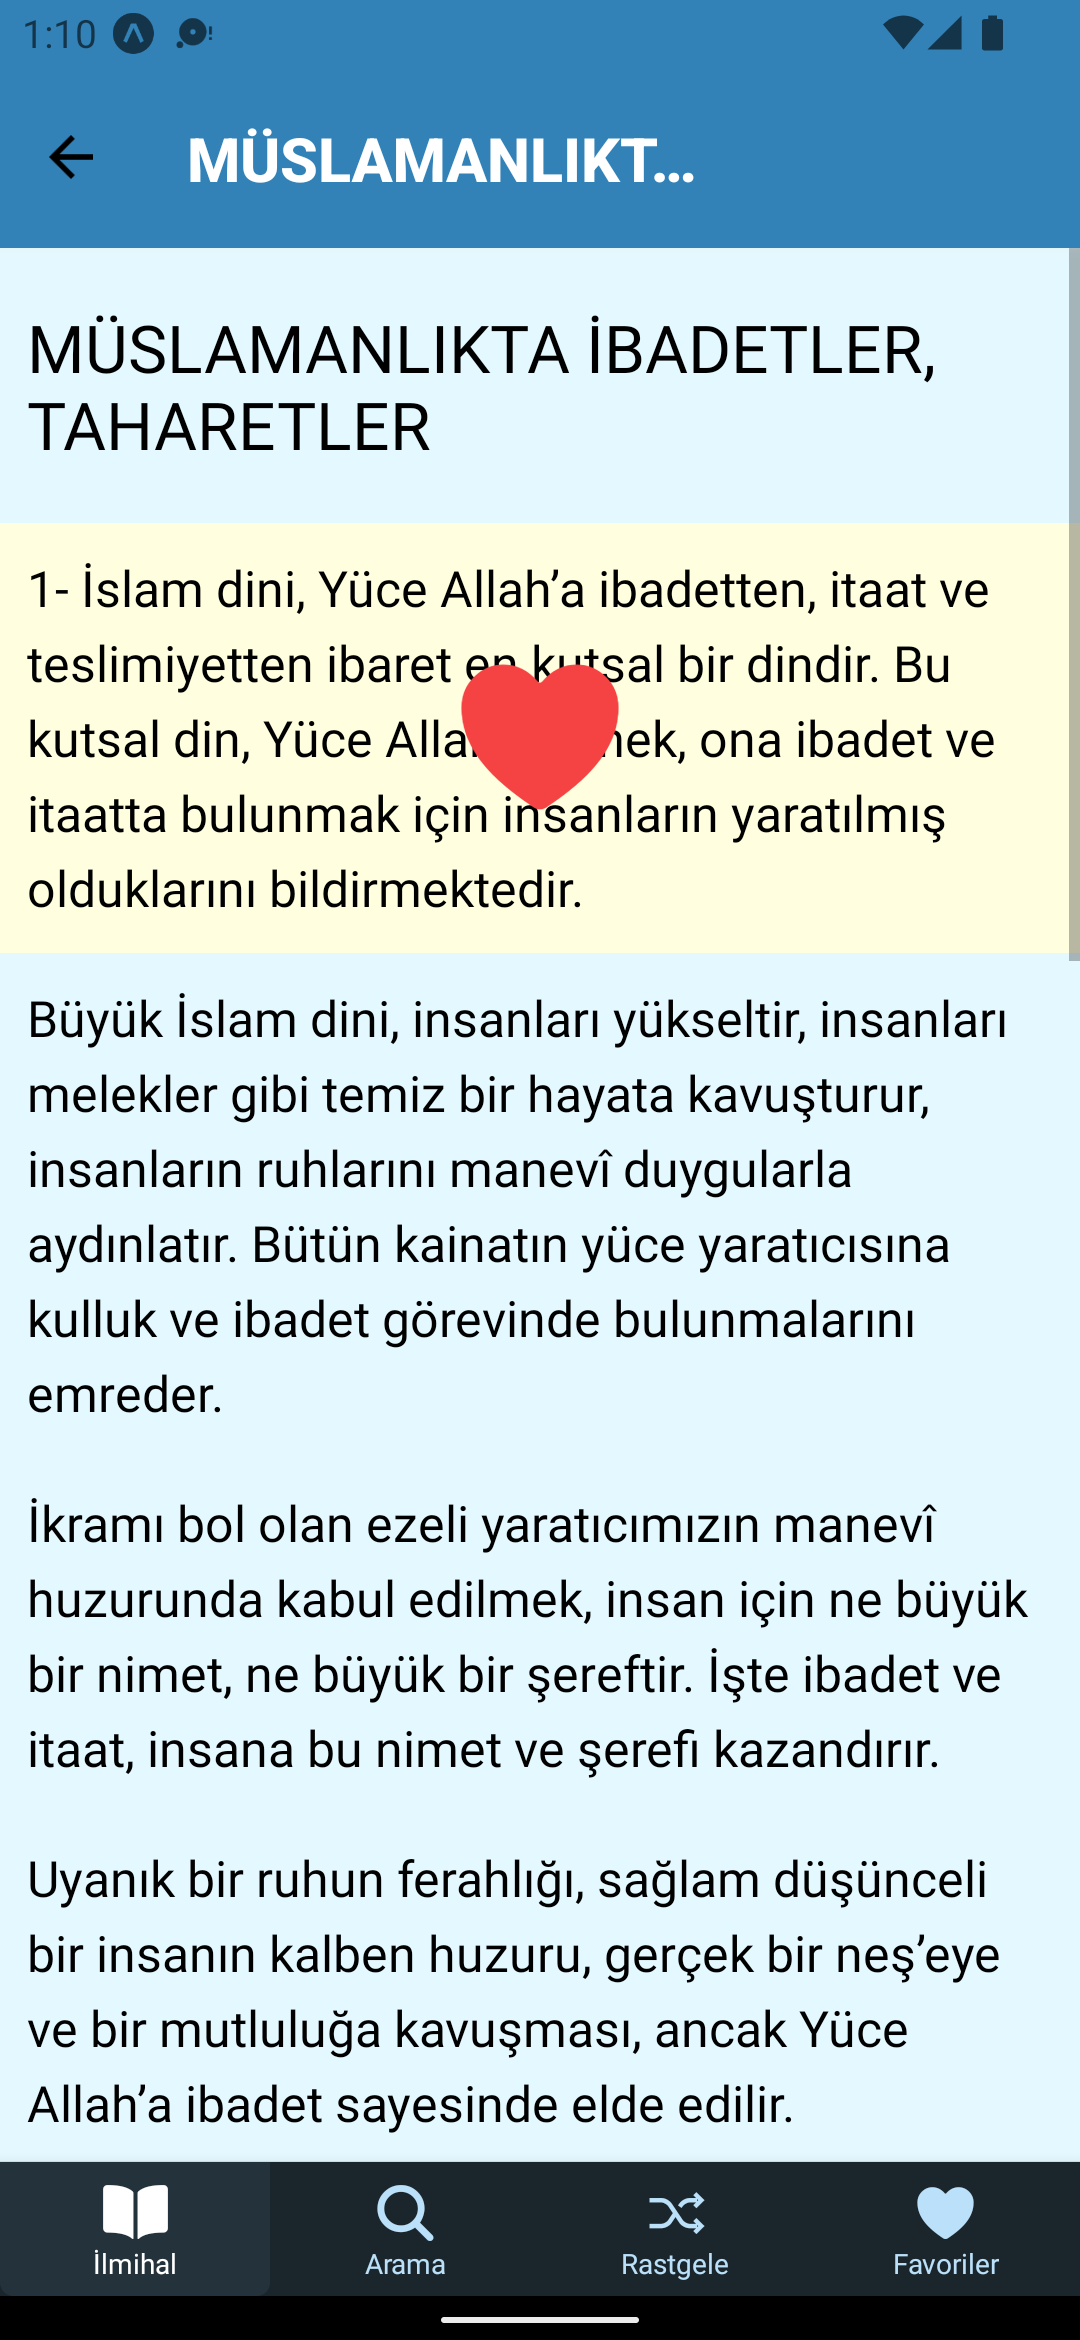 1:10
MÜSLAMANLIKT...
MÜSLAMANLIKTA İBADETLER,
TAHARETLER
1- İslam dini, Yüce Allah’a ibadetten, itaat ve
teslimiyetten ibaret en kutsal bir dindir. Bu
kutsal din, Yüce ona ibadet ve
itaatta bulunmak için insanların yaratılmış
olduklarını bildirmektedir.
Büyük İslam dini, insanları yükseltir, insanları
melekler gibi temiz bir hayata kavuşturur,
insanların ruhlarını manevî duygularla
aydınlatır. Bütün kainatın yüce yaratıcısına
kulluk ve ibadet görevinde bulunmalarını
emreder.
İkramı bol olan ezeli yaratıcımızın manevî
huzurunda kabul edilmek, insan için ne büyük
bir nimet, ne büyük bir şereftir. İşte ibadet ve
itaat, insana bu nimet ve şerefi kazandırır.
Uyanık bir ruhun ferahlığı, sağlam düşünceli
bir insanın kalben huzuru, gerçek bir neş’eye
ve bir mutluluğa kavuşması, ancak Yüce
Allah’a ibadet sayesinde elde edilir.
İlmihal
Arama
Rastgele
Favoriler